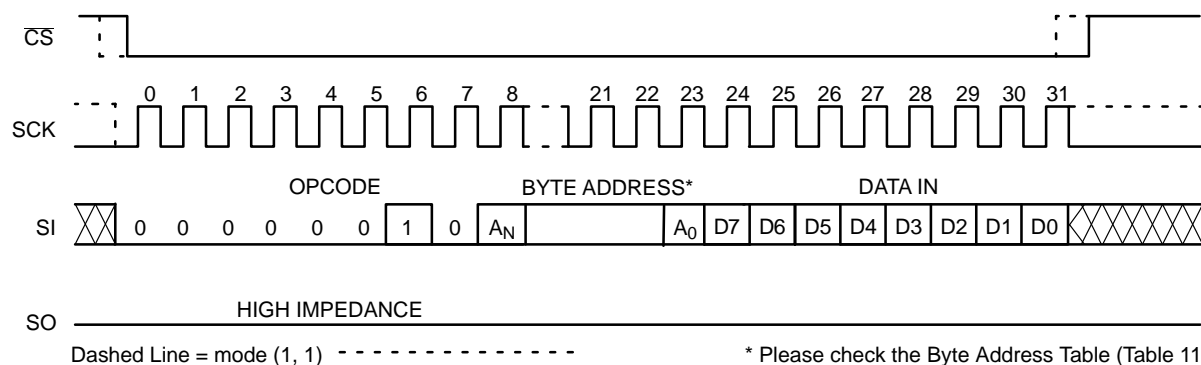 CS
0 1 2 3 4 5 6 7 8 21 22 23 24 25 26 27 28 29 30 31
SCK
OPCODE BYTE ADDRESS* DATA IN
SI 0 0 0 0 0 0 1 0 AN A0 D7 D6 D5 D4 D3 D2 D1 D0
HIGH IMPEDANCE
SO
Dashed Line = mode (1, 1) * Please check the Byte Address Table (Table 11